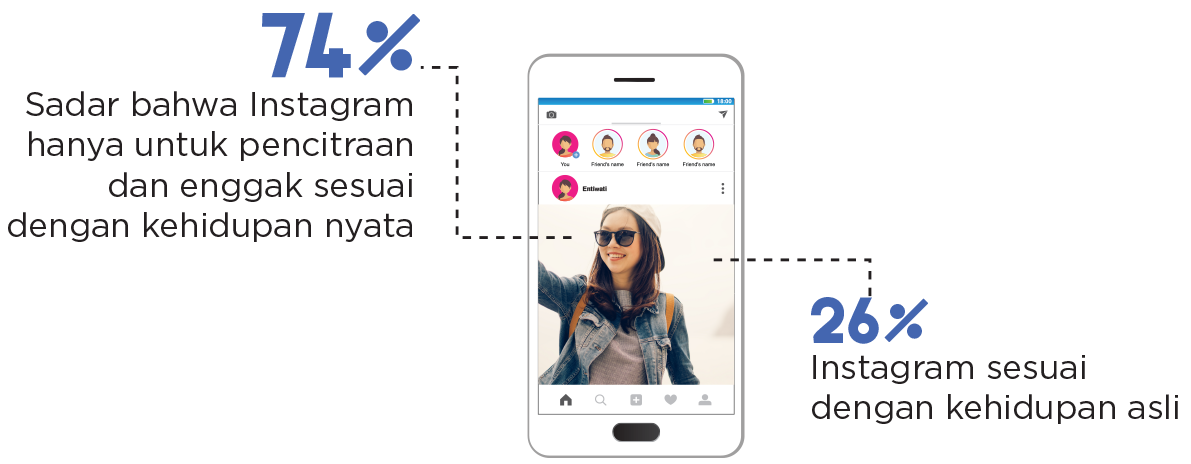 74%
Sadar bahwa Instagram
hanya untuk pencitraan
dan enggak sesuai
dengan kehidupan nyata
18:00
You
Friend's name
Friend's name
Friend's name
Entiwati
26%
Instagram sesuai
dengan kehidupan asli